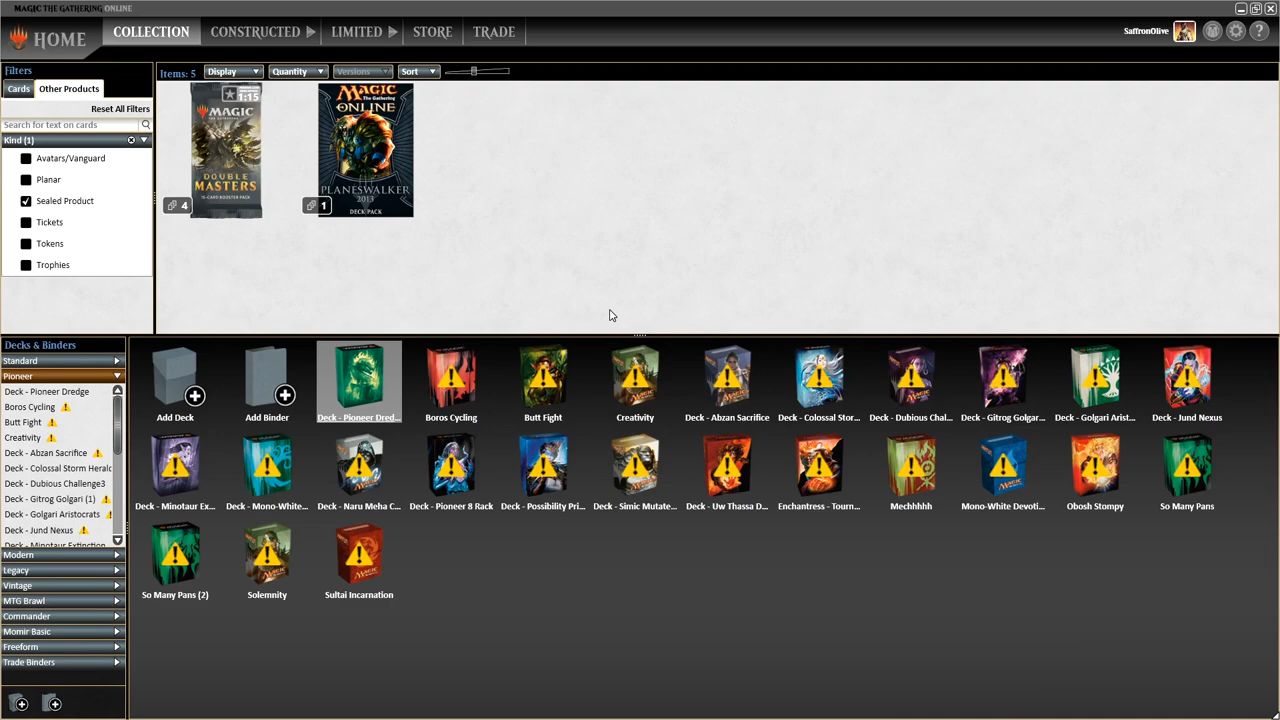 MAGIC THE GATHERING ONLINE
HOME
COLLECTION
CONSTRUCTED
LIMITED
STORE
TRADE
SaffronOlive
Filters
Cards
Other Products
Reset All Filters
Search for text on cards
Kind (1)
Avatars/Vanguard
Planar
Sealed Product
Tickets
Tokens
Trophies
Items: 5
Display
Quantity
Versions
Sort
1:15
MAGIC
DOUBLE
MASTERS
4
MAGIC
The Gathering
ONLINE
PLANESWALKER
2013
DECK PACK
1
Decks & Binders
Standard
Pioneer
Deck - Pioneer Dredge
Boros Cycling
Butt Fight
Creativity
Deck - Abzan Sacrifice
Deck - Colossal Storm Herald
Deck - Dubious Challenge3
Deck - Gitrog Golgari (1)
Deck - Golgari Aristocrats
Deck - Jund Nexus
Deck - Minotaur Extinction
Modern
Legacy
Vintage
MTG Brawl
Commander
Momir Basic
Freeform
Trade Binders
Add Deck
Add Binder
Deck - Pioneer Dred...
Boros Cycling
Butt Fight
Creativity
Deck - Abzan Sacrifice
Deck - Colossal Stor...
Deck - Dubious Chal...
Deck - Gitrog Golgar...
Deck - Golgari Arist...
Deck - Jund Nexus
Deck - Minotaur Ex...
Deck - Mono-White...
Deck - Naru Meha C...
Deck - Pioneer 8 Rack
Deck - Possibility Pri...
Deck - Simic Mutate...
Deck - Uw Thassa D...
Enchantress - Tourn...
Mechhhhh
Mono-White Devoti...
Obosh Stompy
So Many Pans
So Many Pans (2)
Solemnity
Sultai Incarnation